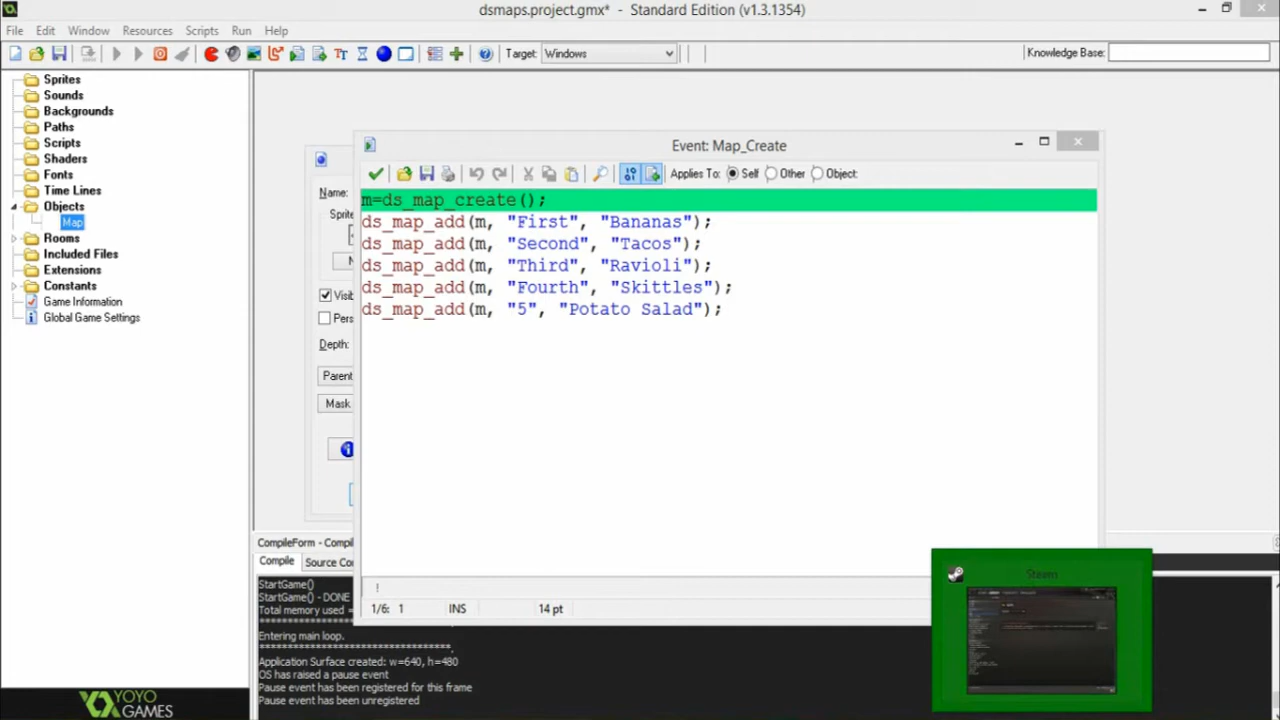 dsmaps.project.gmx* - Standard Edition (v1.3.1354)
File Edit Window Resources Scripts Run Help
Target: Windows
Knowledge Base:
Sprites
Sounds
Backgrounds
Paths
Scripts
Shaders
Fonts
Time Lines
Objects
Map
Rooms
Included Files
Extensions
Constants
Game Information
Global Game Settings
YOYO
GAMES
Name:
Sprite
Visib
Pers
Depth:
Parent
Mask
Event: Map_Create
Applies To: Self Other Object:
m=ds_map_create();
ds_map_add(m, "First", "Bananas");
ds_map_add(m, "Second", "Tacos");
ds_map_add(m, "Third", "Ravioli");
ds_map_add(m, "Fourth", "Skittles");
ds_map_add(m, "5", "Potato Salad");
1/6: 1 INS 14 pt
CompileForm - Compil
Compile Source Co
StartGame()
StartGame() - DONE
Total memory used =
***********************************.
Entering main loop.
***********************************.
Application Surface created: w=640, h=480
OS has raised a pause event
Pause event has been registered for this frame
Pause event has been unregistered
Steam